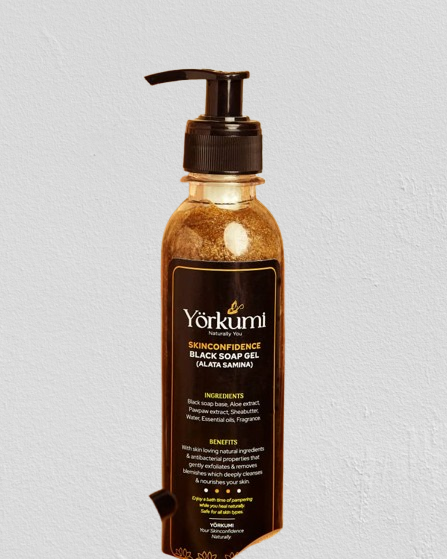 Yörkumi
Naturally You
SKINCONFIDENCE
BLACK SOAP GEL
(ALATA SAMINA)
INGREDIENTS
Black soap base, Aloe extract,
Pawpaw extract, Sheabutter,
Water, Essential oils, Fragrance
BENEFITS
With skin loving natural ingredients
& antibacterial properties that
gently exfoliates & removes
blemishes which deeply cleanses
& nourishes your skin.
Enjoy a bath time of pampering
while you heal naturally.
Safe for all skin types.
YÖRKUMI
Your Skinconfidence
Naturally.